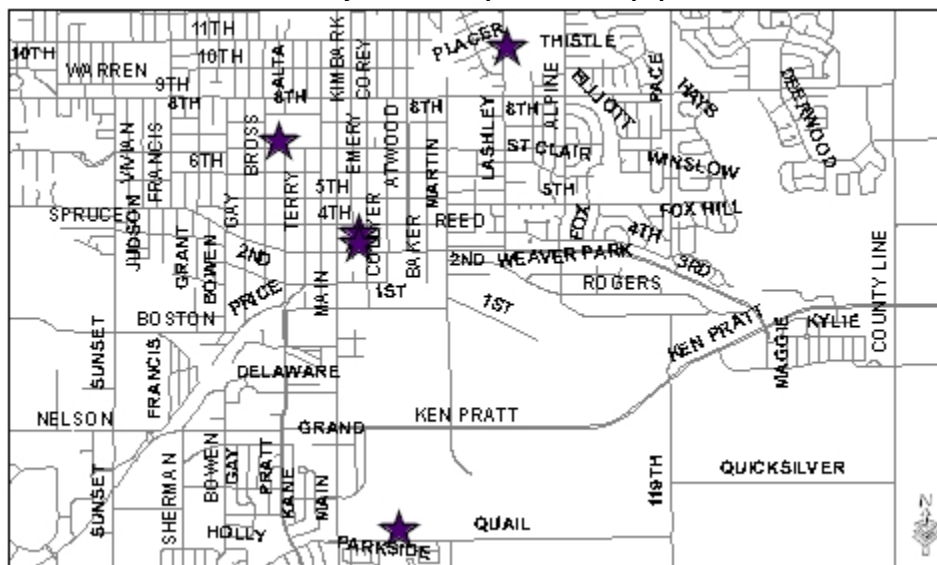 11TH
10TH
10TH
WARREN
9TH
8TH
ALTA
8TH
KIMBARK
COREY
PLACER
THISTLE
PACE
HAYS
DEERWOOD
ELLIOTT
ALPINE
8TH
8TH
LASHLEY
ST CLAIR
WINSLOW
VIVIAN
FRANCIS
6TH
BROSS
EMERY
ATWOOD
MARTIN
5TH
5TH
TERRY
4TH
SPRUCE
JUDSON
GAY
GRANT
BOWEN
2ND
PRICE
MAIN
BAKER
REED
FOX
FOX HILL
4TH
3RD
2ND
WEAVER PARK
ROGERS
1ST
1ST
COUNTY LINE
BOSTON
KEN PRATT
KYLIE
MAGGIE
SUNSET
FRANCIS
DELAWARE
NELSON
GRAND
KEN PRATT
SUNSET
SHERMAN
BOWEN
GAY
PRATT
KANE
MAIN
HOLLY
PARKSIDE
QUAIL
119TH
QUICKSILVER
N